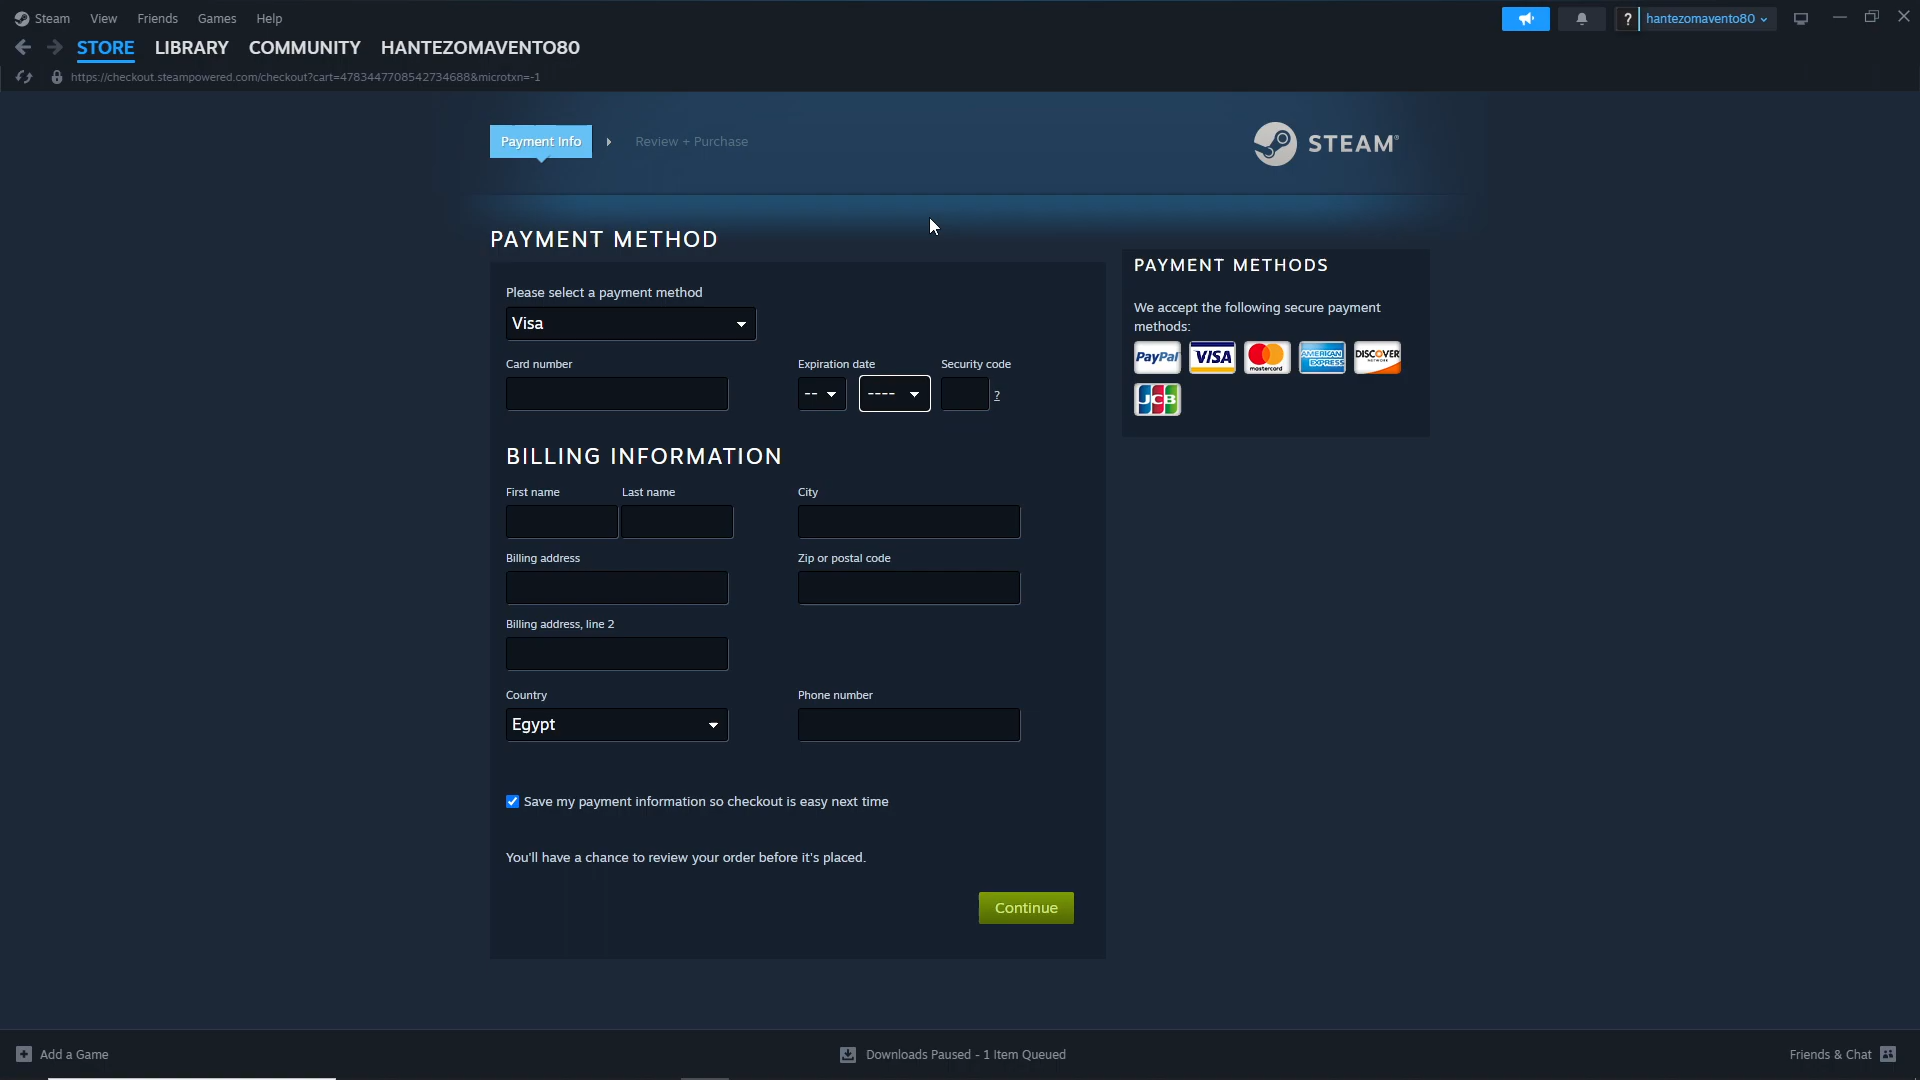 Steam View Friends Games Help
? hantezomavento80
STORE LIBRARY COMMUNITY HANTEZOMAVENTO80
https://checkout.steampowered.com/checkout?cart=4783447708542734688&microtxn=-1
Payment Info Review + Purchase
STEAM®
PAYMENT METHOD
Please select a payment method
Visa
Card number Expiration date Security code
-- ---- ?
BILLING INFORMATION
First name Last name City
Billing address Zip or postal code
Billing address, line 2
Country Phone number
Egypt
Save my payment information so checkout is easy next time
You'll have a chance to review your order before it's placed.
Continue
PAYMENT METHODS
We accept the following secure payment
methods:
PayPal VISA mastercard AMERICAN EXPRESS DISCOVER NETWORK
JCB
Add a Game Downloads Paused - 1 Item Queued Friends & Chat